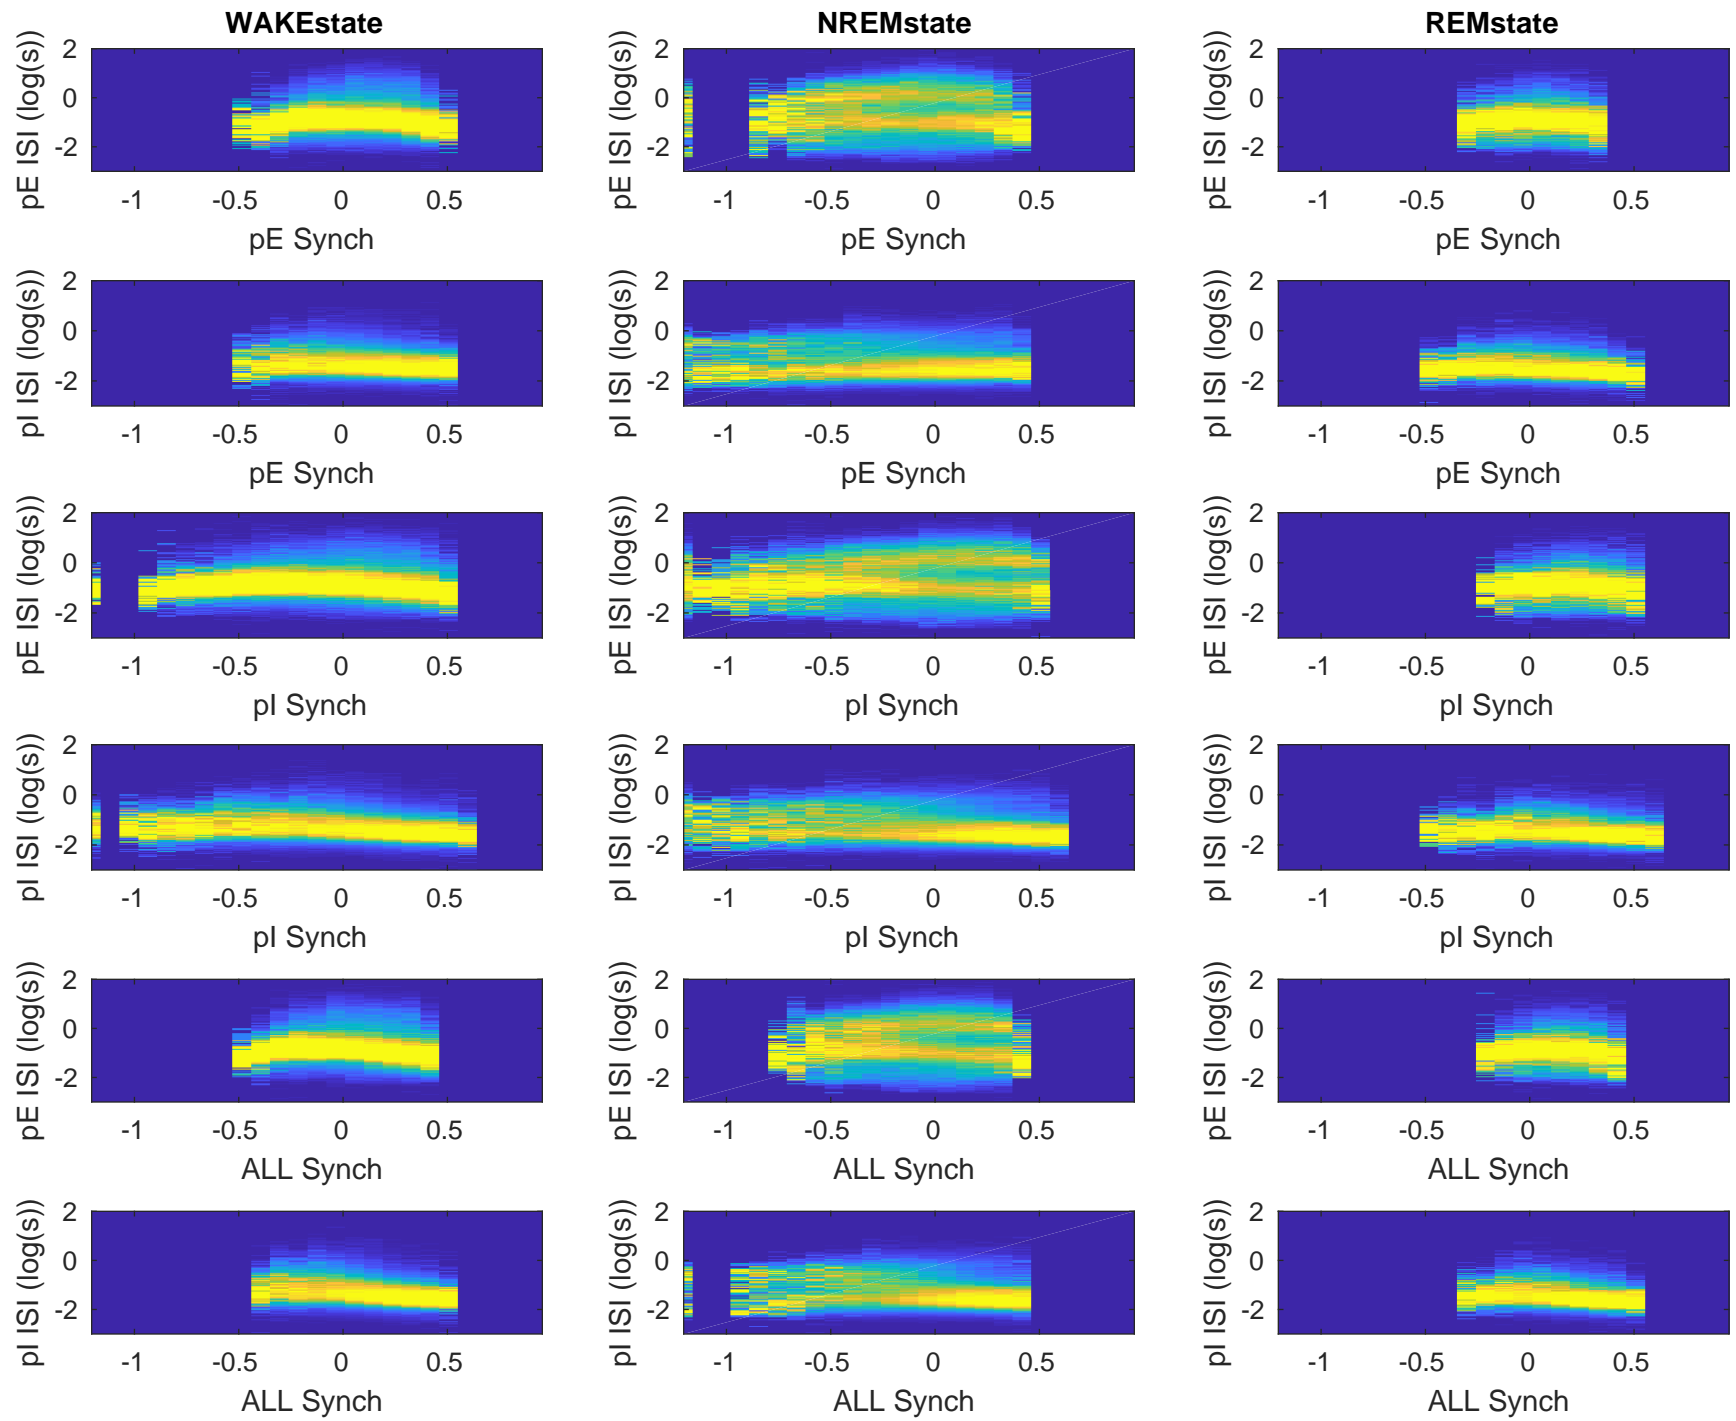 WAKEstate NREMstate REMstate
pE ISI (log(s)) 2 0 -2 pE ISI (log(s)) 2 0 -2 pE ISI (log(s)) 2 0 -2
-1 -0.5 0 0.5 -1 -0.5 0 0.5 -1 -0.5 0 0.5
pE Synch pE Synch pE Synch
pI ISI (log(s)) 2 0 -2 pI ISI (log(s)) 2 0 -2 pI ISI (log(s)) 2 0 -2
-1 -0.5 0 0.5 -1 -0.5 0 0.5 -1 -0.5 0 0.5
pE Synch pE Synch pE Synch
pE ISI (log(s)) 2 0 -2 pE ISI (log(s)) 2 0 -2 pE ISI (log(s)) 2 0 -2
-1 -0.5 0 0.5 -1 -0.5 0 0.5 -1 -0.5 0 0.5
pI Synch pI Synch pI Synch
pI ISI (log(s)) 2 0 -2 pI ISI (log(s)) 2 0 -2 pI ISI (log(s)) 2 0 -2
-1 -0.5 0 0.5 -1 -0.5 0 0.5 -1 -0.5 0 0.5
pI Synch pI Synch pI Synch
pE ISI (log(s)) 2 0 -2 pE ISI (log(s)) 2 0 -2 pE ISI (log(s)) 2 0 -2
-1 -0.5 0 0.5 -1 -0.5 0 0.5 -1 -0.5 0 0.5
ALL Synch ALL Synch ALL Synch
pI ISI (log(s)) 2 0 -2 pI ISI (log(s)) 2 0 -2 pI ISI (log(s)) 2 0 -2
-1 -0.5 0 0.5 -1 -0.5 0 0.5 -1 -0.5 0 0.5
ALL Synch ALL Synch ALL Synch